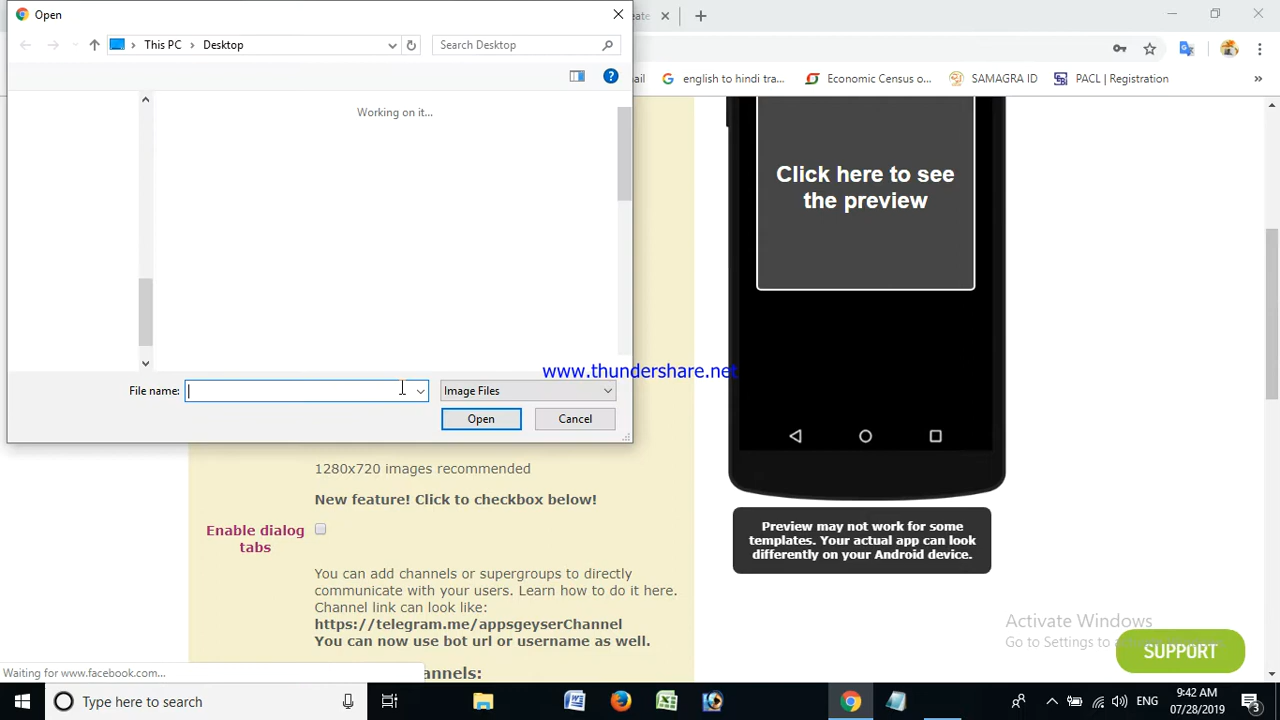 Open
eate
This PC
Desktop
Search Desktop
ail
english to hindi tra...
Economic Census o...
SAMAGRA ID
PACL | Registration
»
Working on it...
Click here to see
the preview
www.thundershare.net
File name:
Image Files
Open
Cancel
1280x720 images recommended
New feature! Click to checkbox below!
Enable dialog
tabs
You can add channels or supergroups to directly
communicate with your users. Learn how to do it here.
Channel link can look like:
https://telegram.me/appsgeyserChannel
You can now use bot url or username as well.
annels:
Preview may not work for some
templates. Your actual app can look
differently on your Android device.
Activate Windows
Go to Settings to a
SUPPORT
Waiting for www.facebook.com...
Type here to search
ENG
9:42 AM
07/28/2019
3